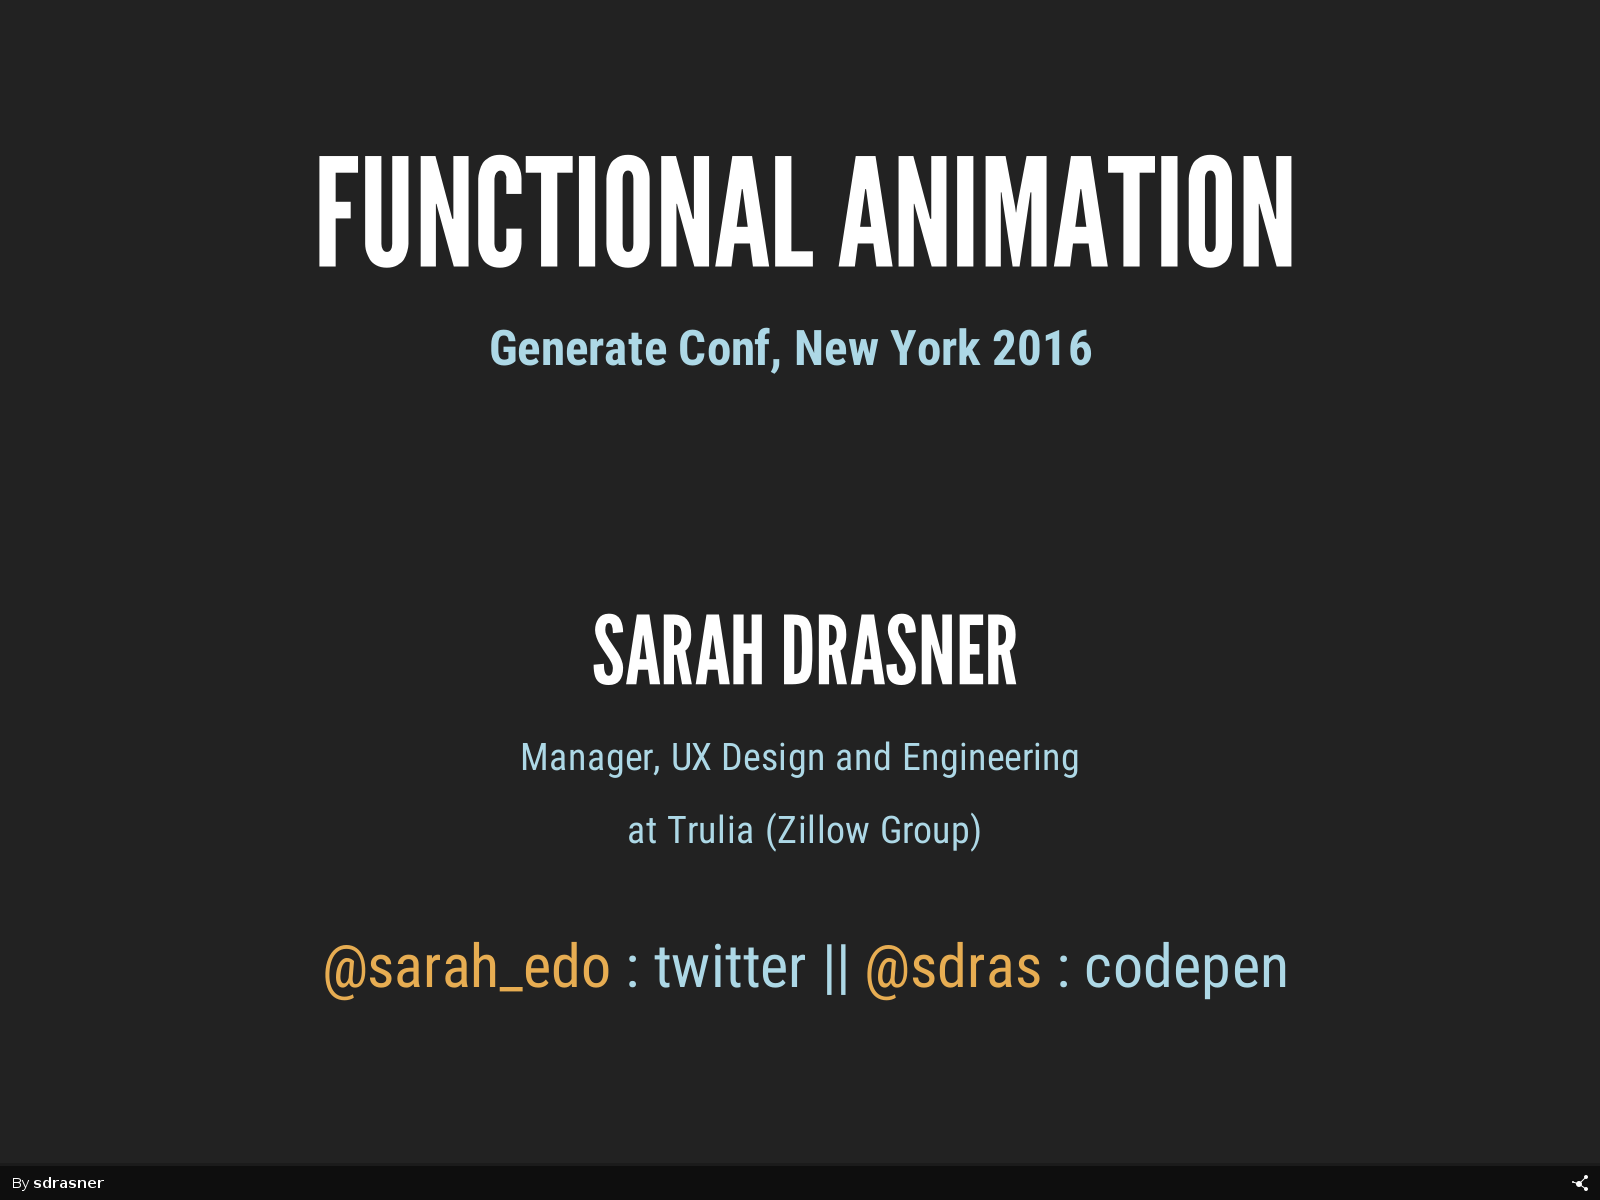 FUNCTIONAL ANIMATION
Generate Conf, New York 2016
SARAH DRASNER
Manager, UX Design and Engineering
at Trulia (Zillow Group)
@sarah_edo : twitter || @sdras : codepen
By sdrasner